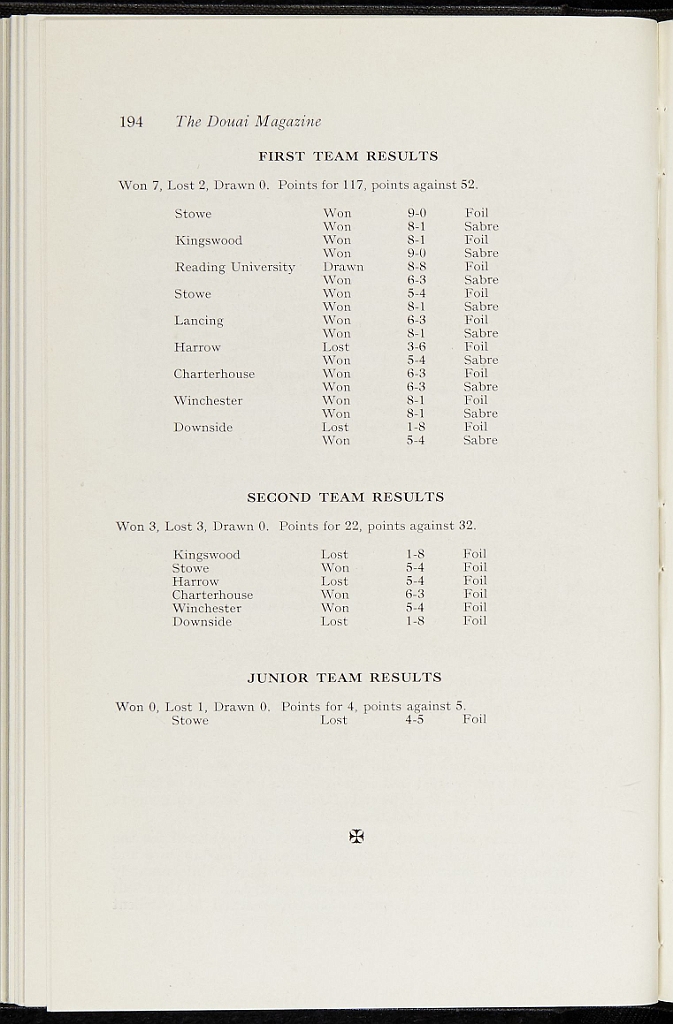 194 The Douai Magazine
FIRST TEAM RESULTS
Won 7, Lost 2, Drawn 0. Points for 117, points against 52.
Stowe Won 9-0 Foil
Won 8-1 Sabre
Kingswood Won 8-1 Foil
Won 9-0 Sabre
Reading University Drawn 8-8 Foil
Won 6-3 Sabre
Stowe Won 5-4 Foil
Won 8-1 Sabre
Lancing Won 6-3 Foil
Won 8-1 Sabre
Harrow Lost 3-6 Foil
Won 5-4 Sabre
Charterhouse Won 6-3 Foil
Won 6-3 Sabre
Winchester Won 8-1 Foil
Won 8-1 Sabre
Downside Lost 1-8 Foil
Won 5-4 Sabre
SECOND TEAM RESULTS
Won 3, Lost 3, Drawn 0. Points for 22, points against 32.
Kingswood Lost 1-8 Foil
Stowe Won 5-4 Foil
Harrow Lost 5-4 Foil
Charterhouse Won 6-3 Foil
Winchester Won 5-4 Foil
Downside Lost 1-8 Foil
JUNIOR TEAM RESULTS
Won 0, Lost 1, Drawn 0. Points for 4, points against 5.
Stowe Lost 4-5 Foil